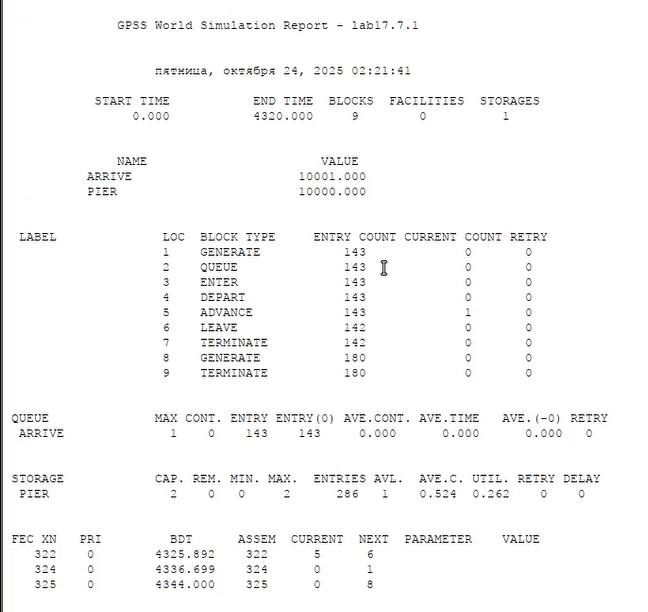 GPSS World Simulation Report - lab17.7.1
пятница, октября 24, 2025 02:21:41
START TIME END TIME BLOCKS FACILITIES STORAGES
0.000 4320.000 9 0 1
NAME VALUE
ARRIVE 10001.000
PIER 10000.000
LABEL LOC BLOCK TYPE ENTRY COUNT CURRENT COUNT RETRY
1 GENERATE 143 0 0
2 QUEUE 143 0 0
3 ENTER 143 0 0
4 DEPART 143 0 0
5 ADVANCE 143 1 0
6 LEAVE 142 0 0
7 TERMINATE 142 0 0
8 GENERATE 180 0 0
9 TERMINATE 180 0 0
QUEUE MAX CONT. ENTRY ENTRY(0) AVE.CONT. AVE.TIME AVE.(-0) RETRY
ARRIVE 1 0 143 143 0.000 0.000 0.000 0
STORAGE CAP. REM. MIN. MAX. ENTRIES AVL. AVE.C. UTIL. RETRY DELAY
PIER 2 0 0 2 286 1 0.524 0.262 0 0
FEC XN PRI BDT ASSEM CURRENT NEXT PARAMETER VALUE
322 0 4325.892 322 5 6
324 0 4336.699 324 0 1
325 0 4344.000 325 0 8